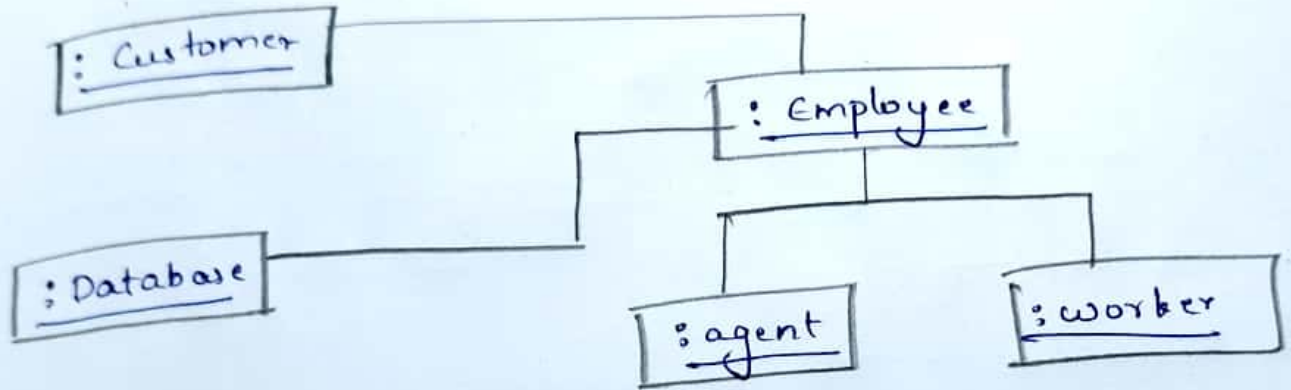 : Customer
: Employee
: Database
: agent
: worker